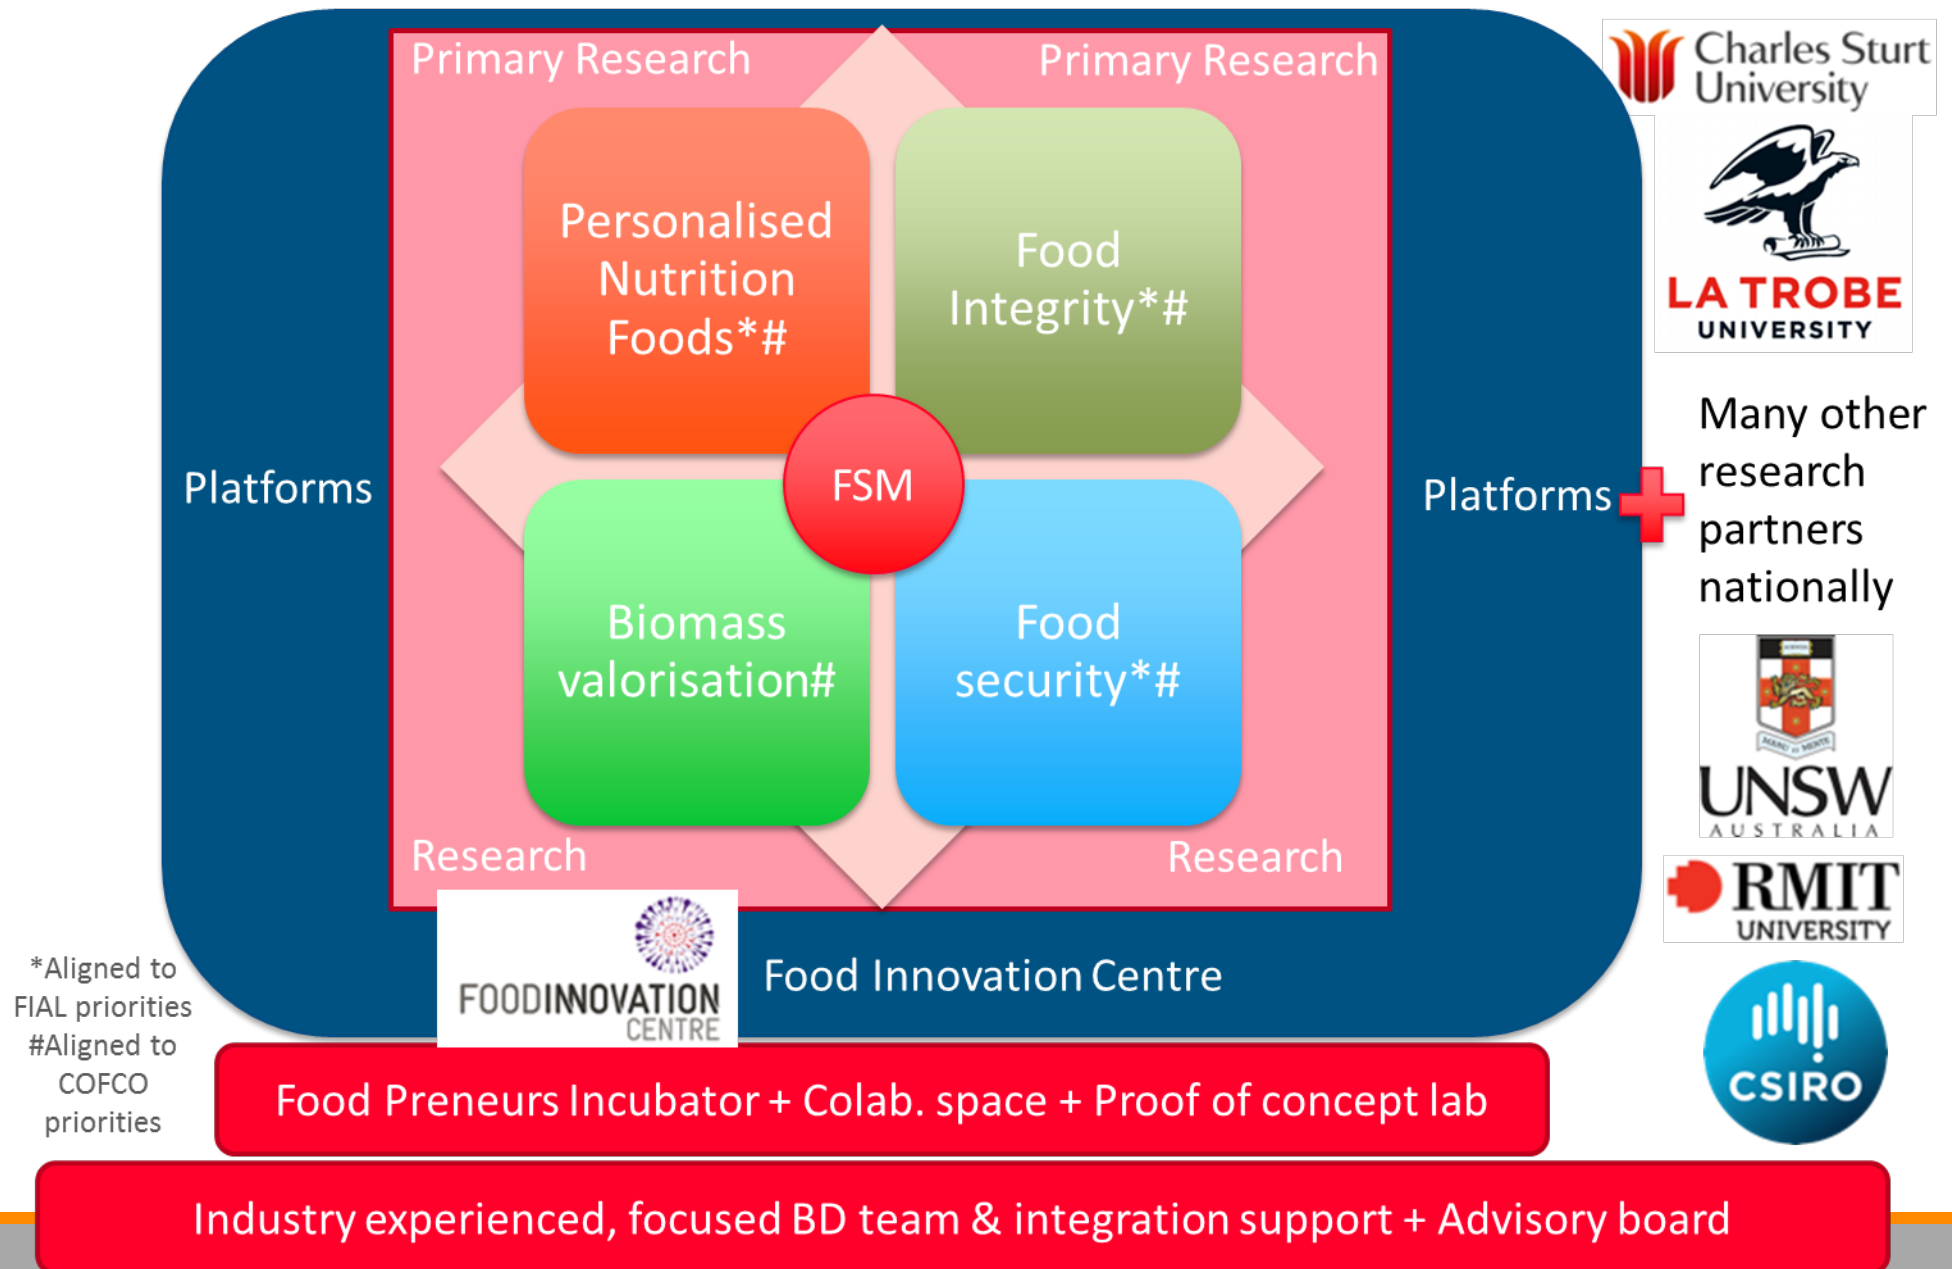 Primary Research
Primary Research
Personalised
Nutrition
Foods*#
Food
Integrity*#
FSM
Platforms
Platforms
Biomass
valorisation#
Food
security*#
Research
Research
FOODINNOVATION
CENTRE
Food Innovation Centre
*Aligned to
FIAL priorities
#Aligned to
COFCO
priorities
Food Preneurs Incubator + Colab. space + Proof of concept lab
Industry experienced, focused BD team & integration support + Advisory board
Charles Sturt
University
LA TROBE
UNIVERSITY
Many other
research
partners
nationally
UNSW
AUSTRALIA
RMIT
UNIVERSITY
CSIRO